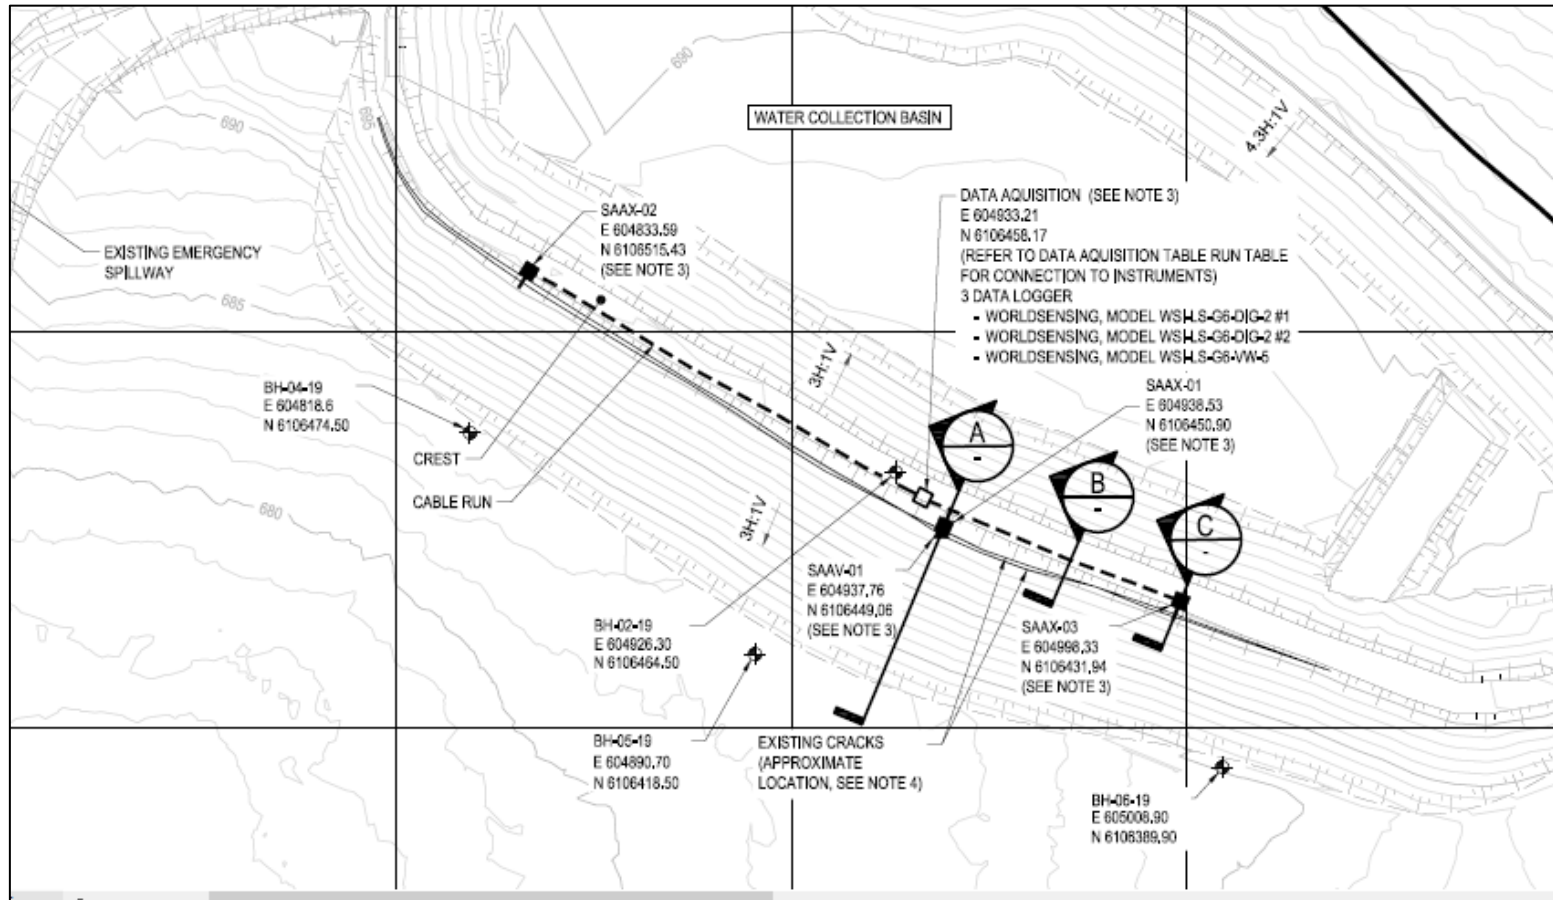 690
WATER COLLECTION BASIN
4.3H:1V
690
695
DATA AQUISITION (SEE NOTE 3)
E 604933.21
N 6106458.17
(REFER TO DATA AQUISITION TABLE RUN TABLE
FOR CONNECTION TO INSTRUMENTS)
3 DATA LOGGER
- WORLDSENSING, MODEL WSI-LS-G6-DIG-2 #1
- WORLDSENSING, MODEL WSI-LS-G6-DIG-2 #2
- WORLDSENSING, MODEL WSI-LS-G6-VW-5
SAAX-02
E 604833.59
N 6106515.43
(SEE NOTE 3)
EXISTING EMERGENCY
SPILLWAY
685
3H:1V
BH-04-19
E 604818.6
N 6106474.50
SAAX-01
E 604938.53
N 6106450.90
(SEE NOTE 3)
A
-
CREST
B
-
CABLE RUN
680
3H:1V
C
-
SAAV-01
E 604937.76
N 6106449.06
(SEE NOTE 3)
BH-02-19
E 604926.30
N 6106464.50
SAAX-03
E 604998.33
N 6106431.94
(SEE NOTE 3)
BH-05-19
E 604890.70
N 6106418.50
EXISTING CRACKS
(APPROXIMATE
LOCATION, SEE NOTE 4)
BH-06-19
E 605008.90
N 6106389.90